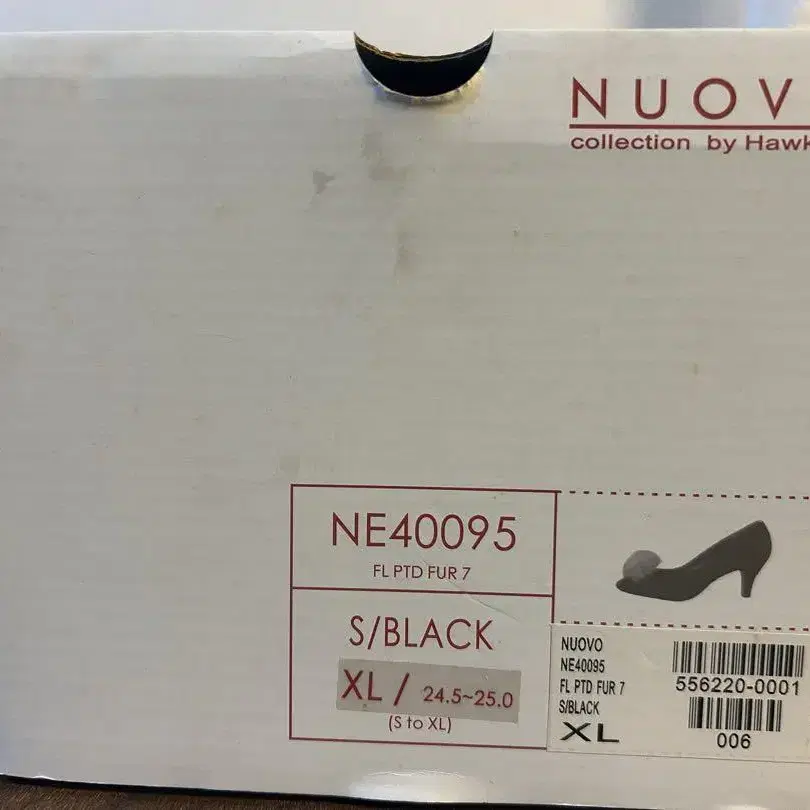 NUOV
collection by Hawk
NE40095
FL PTD FUR 7
S/BLACK
XL / 24.5~25.0
(S to XL)
NUOVO
NE40095
FL PTD FUR 7
S/BLACK
XL
556220-0001
006